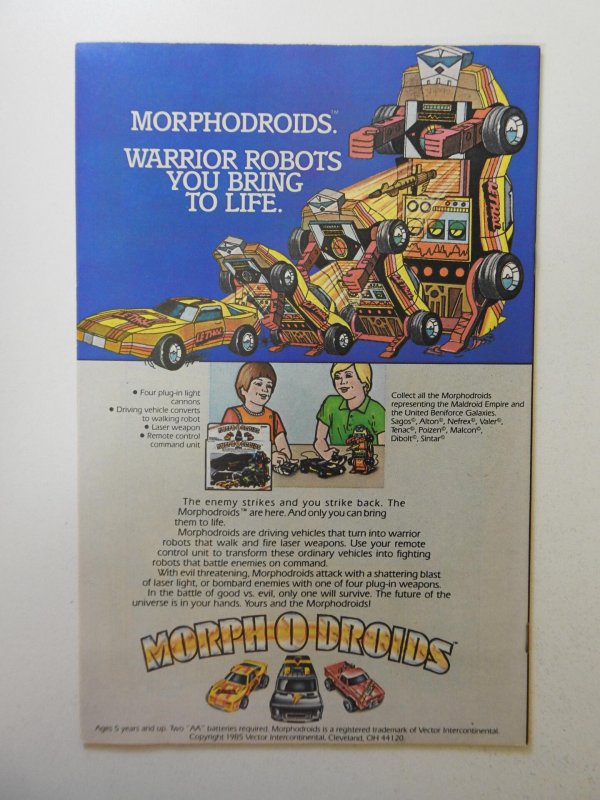 MORPHODROIDS.™
WARRIOR ROBOTS
YOU BRING
TO LIFE.
LETHAL
• Four plug-in light
cannons
• Driving vehicle converts
to walking robot
• Laser weapon
• Remote control
command unit
MORPH-O-DROIDS
Collect all the Morphodroids
representing the Maldroid Empire and
the United Beniforce Galaxies.
Sagos©, Alton©, Nefrex©, Valer©,
Tenac©, Poizen©, Malcon©,
Dibolt©, Sintar©
The enemy strikes and you strike back. The
Morphodroids™ are here. And only you can bring
them to life.
Morphodroids are driving vehicles that turn into warrior
robots that walk and fire laser weapons. Use your remote
control unit to transform these ordinary vehicles into fighting
robots that battle enemies on command.
With evil threatening, Morphodroids attack with a shattering blast
of laser light, or bombard enemies with one of four plug-in weapons.
In the battle of good vs. evil, only one will survive. The future of the
universe is in your hands. Yours and the Morphodroids!
MORPH-O-DROIDS™
Ages 5 years and up. Two "AA" batteries required. Morphodroids is a registered trademark of Vector Intercontinental.
Copyright 1985 Vector Intercontinental, Cleveland, OH 44120